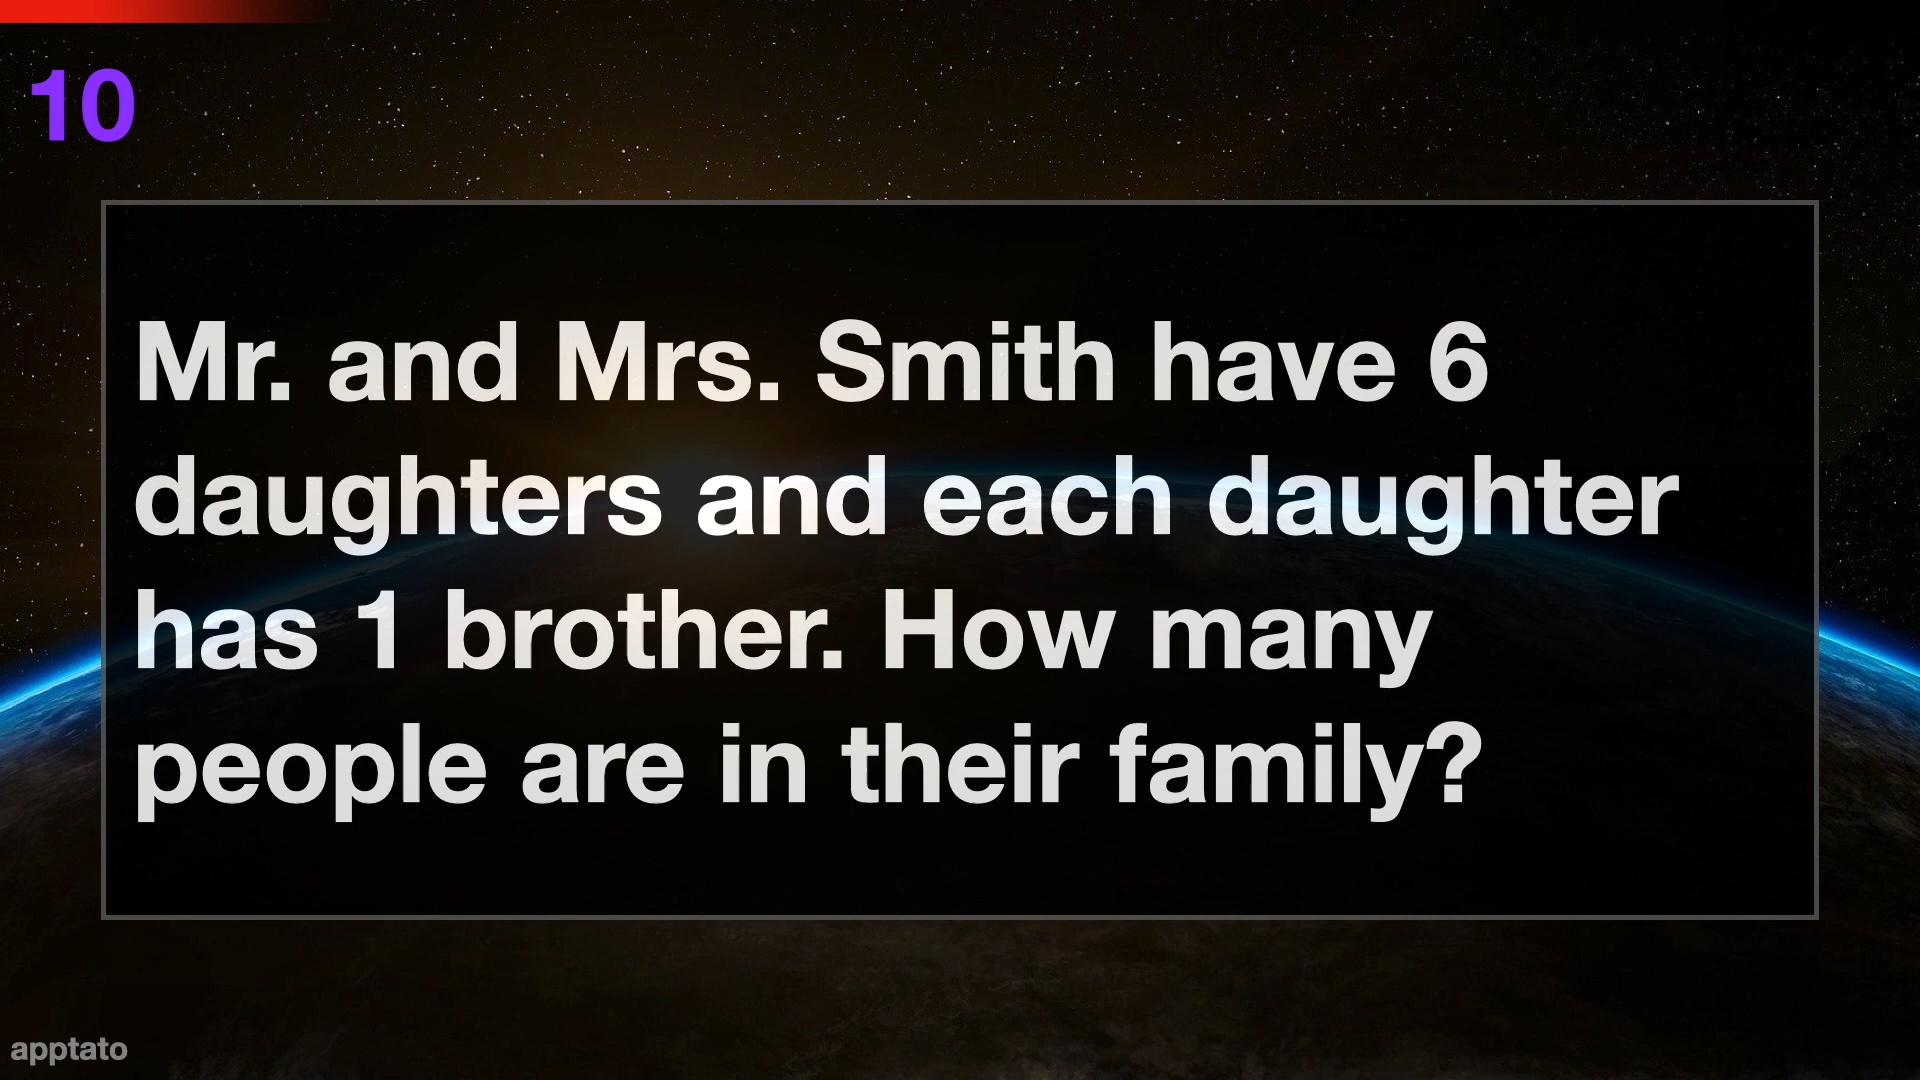 10
Mr. and Mrs. Smith have 6
daughters and each daughter
has 1 brother. How many
people are in their family?
apptato